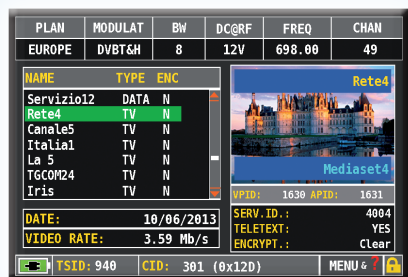 PLAN MODULAT BW DC@RF FREQ CHAN
EUROPE DVBT&H 8 12V 698.00 49
NAME TYPE ENC
Servizio12 DATA N
Rete4 TV N
Canale5 TV N
Italia1 TV N
La 5 TV N
TGCOM24 TV N
Iris TV N
Rete4
Mediaset4
VPID: 1630 APID: 1631
DATE: 10/06/2013
VIDEO RATE: 3.59 Mb/s
SERV.ID.: 4004
TELETEXT: YES
ENCRYPT.: Clear
TSID: 940 CID: 301 (0x12D) MENU & ?